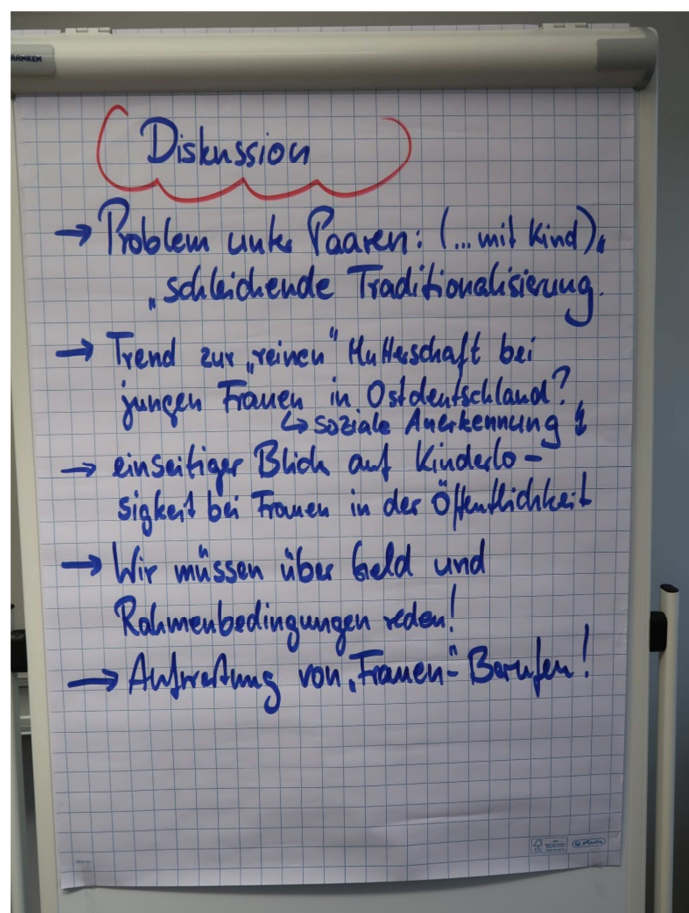 RANKEN
Diskussion
→ Problem unter Paaren: (... mit Kind),
„schleichende Traditionalisierung.
→ Trend zur „reinen" Mutterschaft bei
jungen Frauen in Ostdeutschland?
↳ soziale Anerkennung
→ einseitiger Blick auf Kinderlo-
sigkeit bei Frauen in der Öffentlichkeit
→ Wir müssen über Geld und
Rahmenbedingungen reden!
→ Aufwertung von „Frauen-" Berufen!